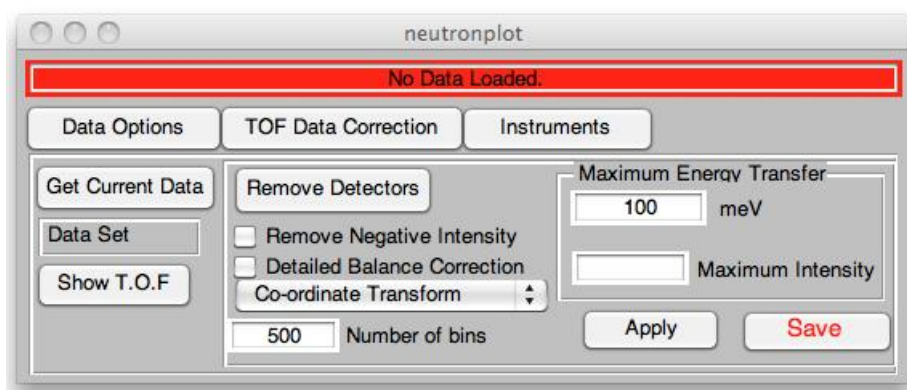 neutronplot
No Data Loaded.
Data Options TOF Data Correction Instruments
Get Current Data
Data Set
Show T.O.F
Remove Detectors
Remove Negative Intensity
Detailed Balance Correction
Co-ordinate Transform
500 Number of bins
Maximum Energy Transfer
100 meV
Maximum Intensity
Apply Save